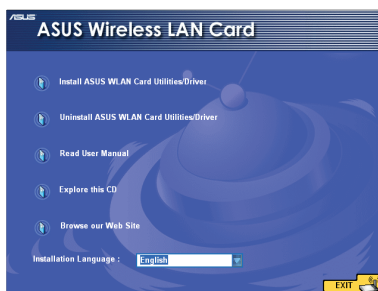 ASUS
ASUS Wireless LAN Card
Install ASUS WLAN Card Utilities/Driver
Uninstall ASUS WLAN Card Utilities/Driver
Read User Manual
Explore this CD
Browse our Web Site
Installation Language : English
EXIT